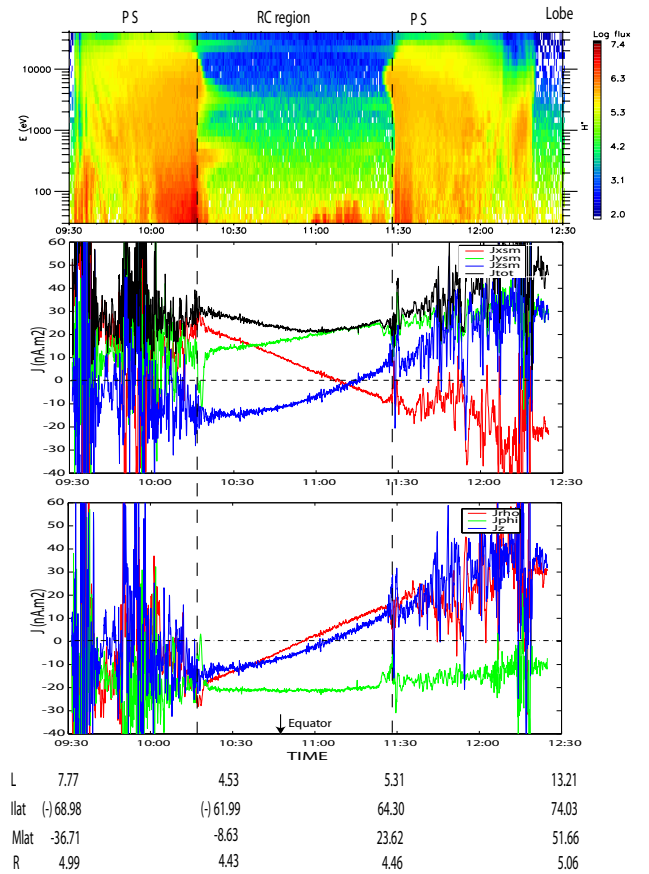 P S RC region P S Lobe
Log flux
7.4
6.3
5.3
4.2
3.1
2.0
10000
1000
100
ε (eV)
H⁺
09:30 10:00 10:30 11:00 11:30 12:00 12:30
60
50
40
30
20
10
0
-10
-20
-30
-40
J (nA.m2)
Jxsm
Jysm
Jzsm
Jtot
09:30 10:00 10:30 11:00 11:30 12:00 12:30
60
50
40
30
20
10
0
-10
-20
-30
-40
J (nA.m2)
Jrho
Jphi
Jz
Equator
09:30 10:00 10:30 11:00 11:30 12:00 12:30
TIME
L 7.77 4.53 5.31 13.21
Ilat (-) 68.98 (-) 61.99 64.30 74.03
Mlat -36.71 -8.63 23.62 51.66
R 4.99 4.43 4.46 5.06